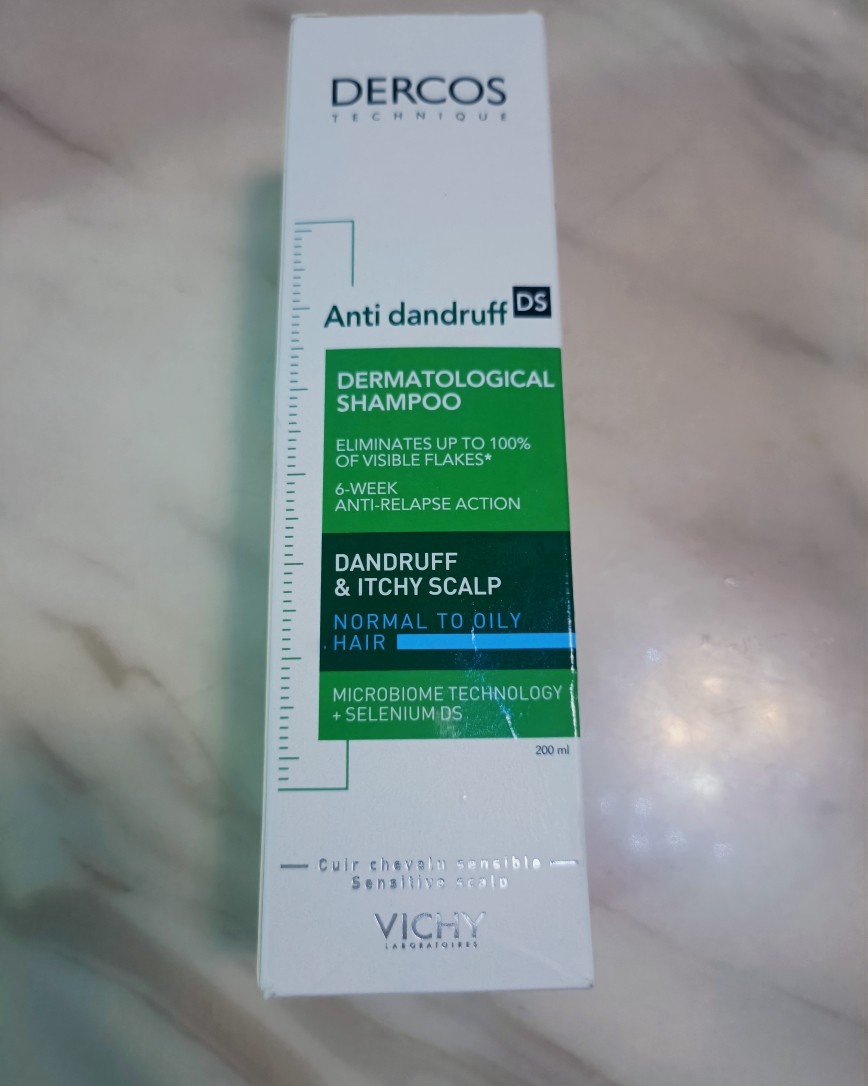 DERCOS
TECHNIQUE
Anti dandruff DS
DERMATOLOGICAL
SHAMPOO
ELIMINATES UP TO 100%
OF VISIBLE FLAKES*
6-WEEK
ANTI-RELAPSE ACTION
DANDRUFF
& ITCHY SCALP
NORMAL TO OILY
HAIR
MICROBIOME TECHNOLOGY
+ SELENIUM DS
200 ml
Cuir chevelu sensible
Sensitive scalp
VICHY
LABORATOIRES